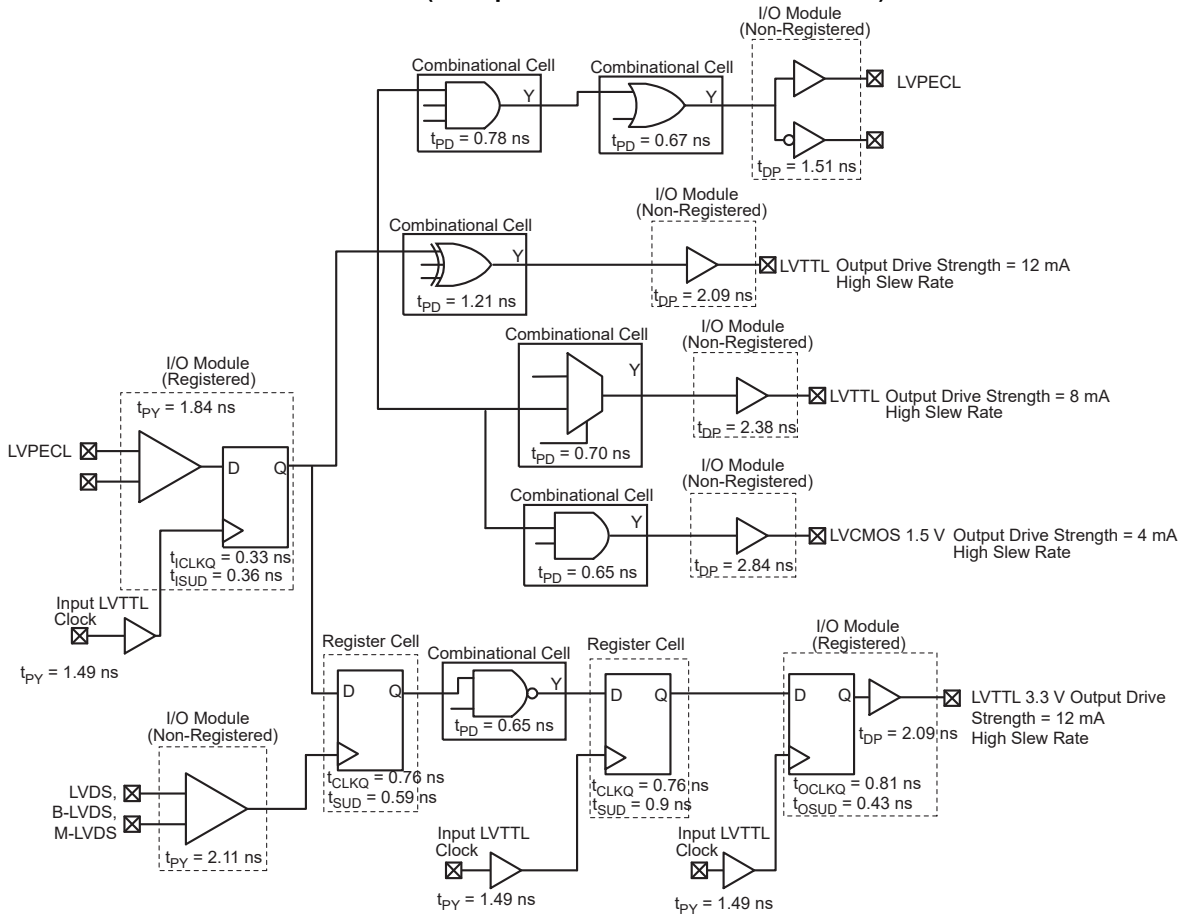 I/O Module
(Non-Registered)
Combinational Cell
Y
t_PD = 0.78 ns
Combinational Cell
Y
t_PD = 0.67 ns
LVPECL
t_DP = 1.51 ns
Combinational Cell
Y
t_PD = 1.21 ns
I/O Module
(Non-Registered)
t_DP = 2.09 ns
LVTTL Output Drive Strength = 12 mA
High Slew Rate
Combinational Cell
Y
t_PD = 0.70 ns
I/O Module
(Non-Registered)
t_DP = 2.38 ns
LVTTL Output Drive Strength = 8 mA
High Slew Rate
I/O Module
(Registered)
t_PY = 1.84 ns
LVPECL
D Q
t_ICLKQ = 0.33 ns
t_ISUD = 0.36 ns
Input LVTTL
Clock
t_PY = 1.49 ns
Combinational Cell
Y
t_PD = 0.65 ns
I/O Module
(Non-Registered)
t_DP = 2.84 ns
LVCMOS 1.5 V Output Drive Strength = 4 mA
High Slew Rate
I/O Module
(Non-Registered)
LVDS,
B-LVDS,
M-LVDS
t_PY = 2.11 ns
Register Cell
D Q
t_CLKQ = 0.76 ns
t_SUD = 0.59 ns
Combinational Cell
Y
t_PD = 0.65 ns
Register Cell
D Q
t_CLKQ = 0.76 ns
t_SUD = 0.9 ns
Input LVTTL
Clock
t_PY = 1.49 ns
I/O Module
(Registered)
D Q
t_DP = 2.09 ns
t_OCLKQ = 0.81 ns
t_OSUD = 0.43 ns
LVTTL 3.3 V Output Drive
Strength = 12 mA
High Slew Rate
Input LVTTL
Clock
t_PY = 1.49 ns